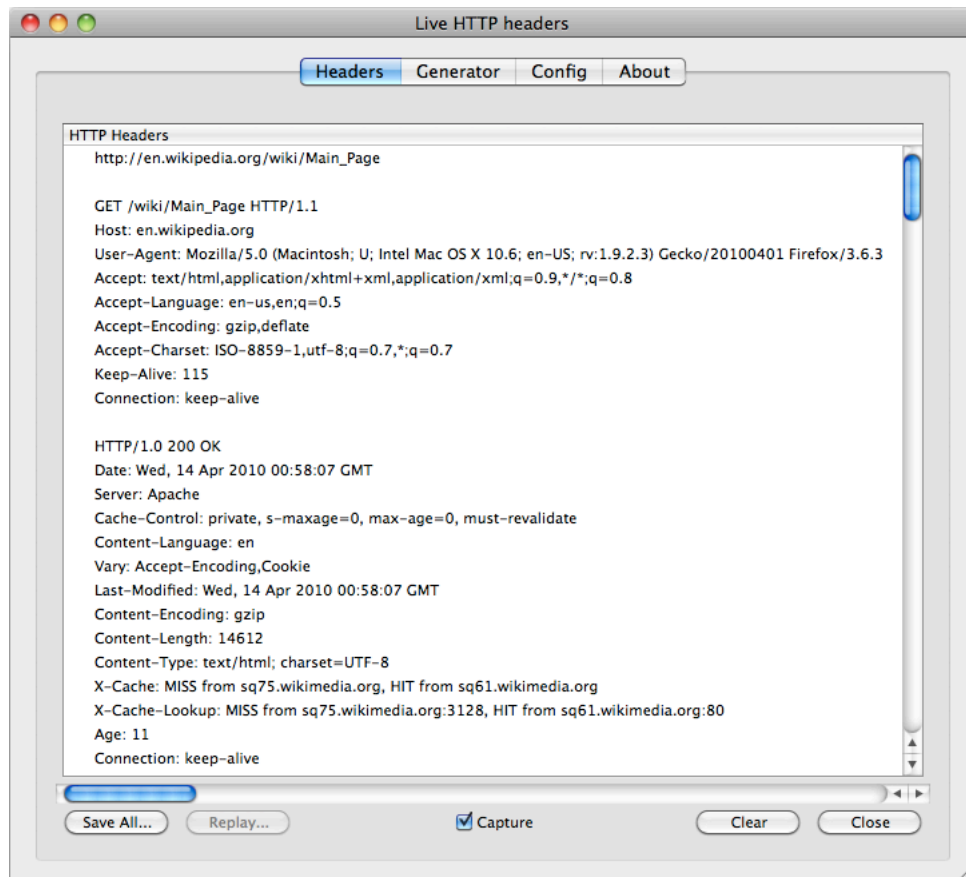 Live HTTP headers
Headers Generator Config About
HTTP Headers
http://en.wikipedia.org/wiki/Main_Page
GET /wiki/Main_Page HTTP/1.1
Host: en.wikipedia.org
User-Agent: Mozilla/5.0 (Macintosh; U; Intel Mac OS X 10.6; en-US; rv:1.9.2.3) Gecko/20100401 Firefox/3.6.3
Accept: text/html,application/xhtml+xml,application/xml;q=0.9,*/*;q=0.8
Accept-Language: en-us,en;q=0.5
Accept-Encoding: gzip,deflate
Accept-Charset: ISO-8859-1,utf-8;q=0.7,*;q=0.7
Keep-Alive: 115
Connection: keep-alive
HTTP/1.0 200 OK
Date: Wed, 14 Apr 2010 00:58:07 GMT
Server: Apache
Cache-Control: private, s-maxage=0, max-age=0, must-revalidate
Content-Language: en
Vary: Accept-Encoding,Cookie
Last-Modified: Wed, 14 Apr 2010 00:58:07 GMT
Content-Encoding: gzip
Content-Length: 14612
Content-Type: text/html; charset=UTF-8
X-Cache: MISS from sq75.wikimedia.org, HIT from sq61.wikimedia.org
X-Cache-Lookup: MISS from sq75.wikimedia.org:3128, HIT from sq61.wikimedia.org:80
Age: 11
Connection: keep-alive
Save All... Replay... Capture Clear Close